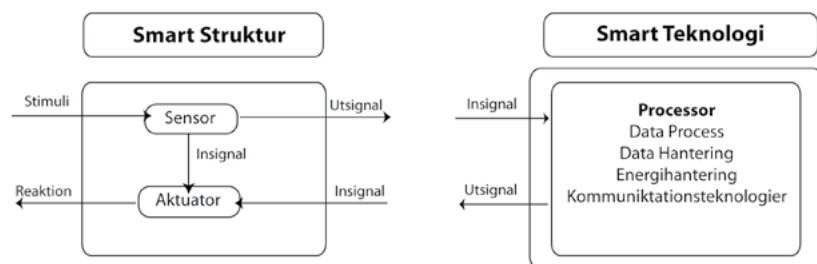 Smart Struktur
Stimuli
Sensor
Utsignal
Insignal
Reaktion
Aktuator
Insignal
Smart Teknologi
Insignal
Utsignal
Processor
Data Process
Data Hantering
Energihantering
Kommuniktationsteknologier